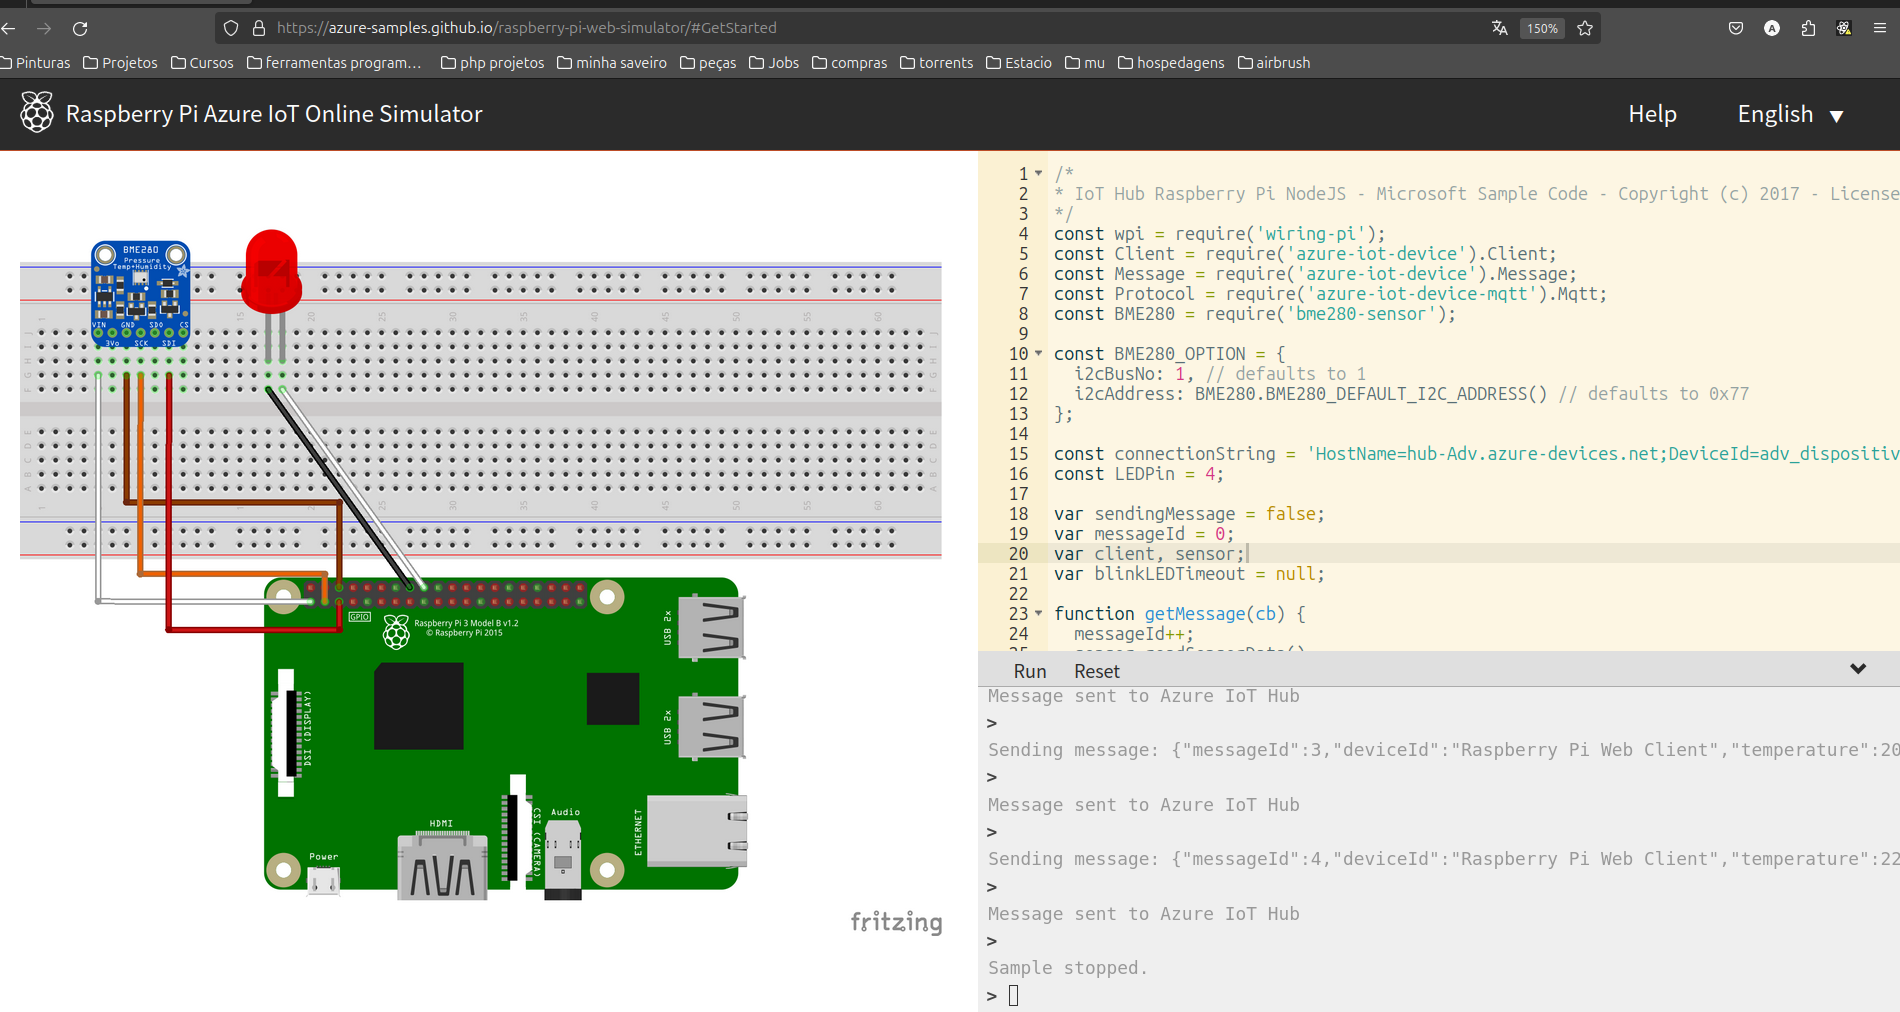 https://azure-samples.github.io/raspberry-pi-web-simulator/#GetStarted
150%
A
Pinturas Projetos Cursos ferramentas program… php projetos minha saveiro peças Jobs compras torrents Estacio mu hospedagens airbrush
Raspberry Pi Azure IoT Online Simulator
Help English ▼
BME280
Pressure
Temp+Humidity
VIN GND SDO CS
3Vo SCK SDI
GPIO
Raspberry Pi 3 Model B v1.2
© Raspberry Pi 2015
USB 2x
USB 2x
DSI (DISPLAY)
Power
HDMI
CSI (CAMERA)
Audio
ETHERNET
fritzing
1 /*
2 * IoT Hub Raspberry Pi NodeJS - Microsoft Sample Code - Copyright (c) 2017 - License
3 */
4 const wpi = require('wiring-pi');
5 const Client = require('azure-iot-device').Client;
6 const Message = require('azure-iot-device').Message;
7 const Protocol = require('azure-iot-device-mqtt').Mqtt;
8 const BME280 = require('bme280-sensor');
9
10 const BME280_OPTION = {
11 i2cBusNo: 1, // defaults to 1
12 i2cAddress: BME280.BME280_DEFAULT_I2C_ADDRESS() // defaults to 0x77
13 };
14
15 const connectionString = 'HostName=hub-Adv.azure-devices.net;DeviceId=adv_dispositiv
16 const LEDPin = 4;
17
18 var sendingMessage = false;
19 var messageId = 0;
20 var client, sensor;
21 var blinkLEDTimeout = null;
22
23 function getMessage(cb) {
24 messageId++;
Run Reset
Message sent to Azure IoT Hub
>
Sending message: {"messageId":3,"deviceId":"Raspberry Pi Web Client","temperature":20
>
Message sent to Azure IoT Hub
>
Sending message: {"messageId":4,"deviceId":"Raspberry Pi Web Client","temperature":22
>
Message sent to Azure IoT Hub
>
Sample stopped.
>